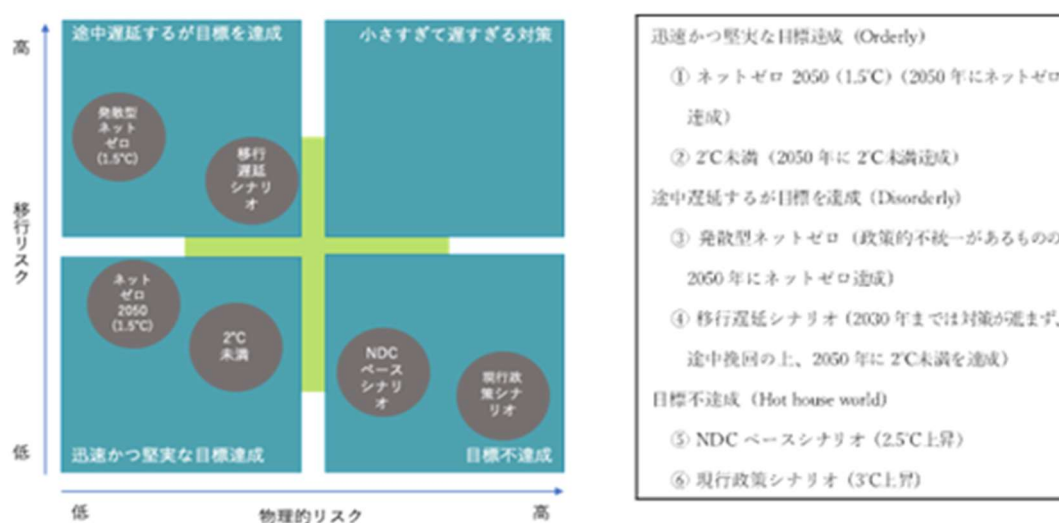 高
途中遅延するが目標を達成
小さすぎて遅すぎる対策
発散型
ネット
ゼロ
(1.5℃)
移行
遅延
シナリ
オ
移行リスク
ネット
ゼロ
2050
(1.5℃)
2℃
未満
NDC
ベース
シナリ
オ
現行政
策シナ
リオ
低
迅速かつ堅実な目標達成
目標不達成
低
物理的リスク
高
迅速かつ堅実な目標達成（Orderly）
① ネットゼロ 2050（1.5℃）（2050 年にネットゼロ
達成）
② 2℃未満（2050 年に 2℃未満達成）
途中遅延するが目標を達成（Disorderly）
③ 発散型ネットゼロ（政策的不統一があるものの
2050 年にネットゼロ達成）
④ 移行遅延シナリオ（2030 年までは対策が進まず、
途中挽回の上、2050 年に 2℃未満を達成）
目標不達成（Hot house world）
⑤ NDC ベースシナリオ（2.5℃上昇）
⑥ 現行政策シナリオ（3℃上昇）